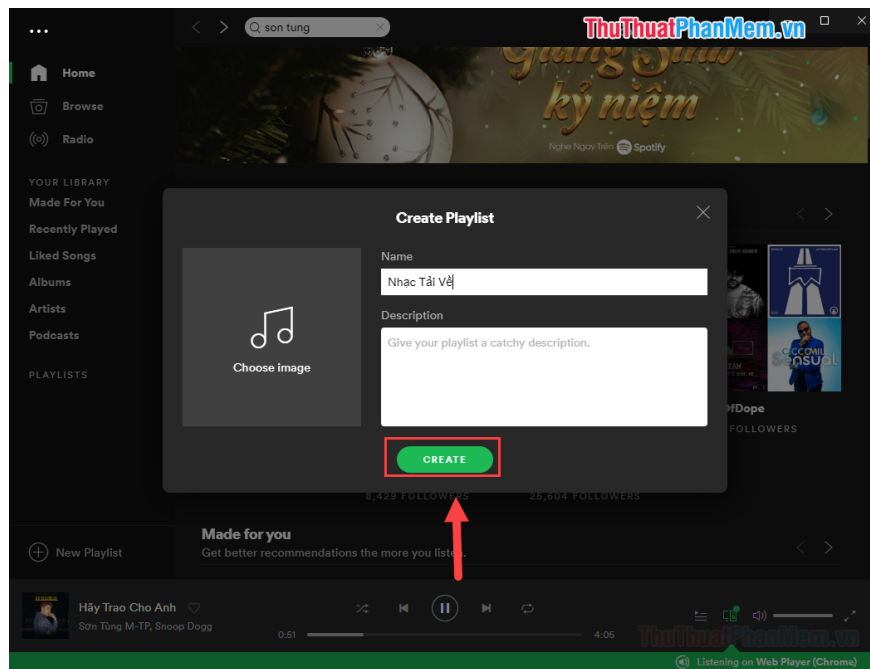 son tung
ThuThuatPhanMem.vn
Giáng Sinh
kỷ niệm
Nghe Ngay Trên Spotify
Home
Browse
Radio
YOUR LIBRARY
Made For You
Recently Played
Liked Songs
Albums
Artists
Podcasts
PLAYLISTS
Create Playlist
Name
Nhạc Tải Về
Description
Give your playlist a catchy description.
Choose image
CREATE
Sensual
OfDope
FOLLOWERS
8,429 FOLLOWERS
25,604 FOLLOWERS
Made for you
Get better recommendations the more you listen.
New Playlist
Hãy Trao Cho Anh
Sơn Tùng M-TP, Snoop Dogg
0:51
4:05
ThuThuatPhanMem.vn
Listening on Web Player (Chrome)